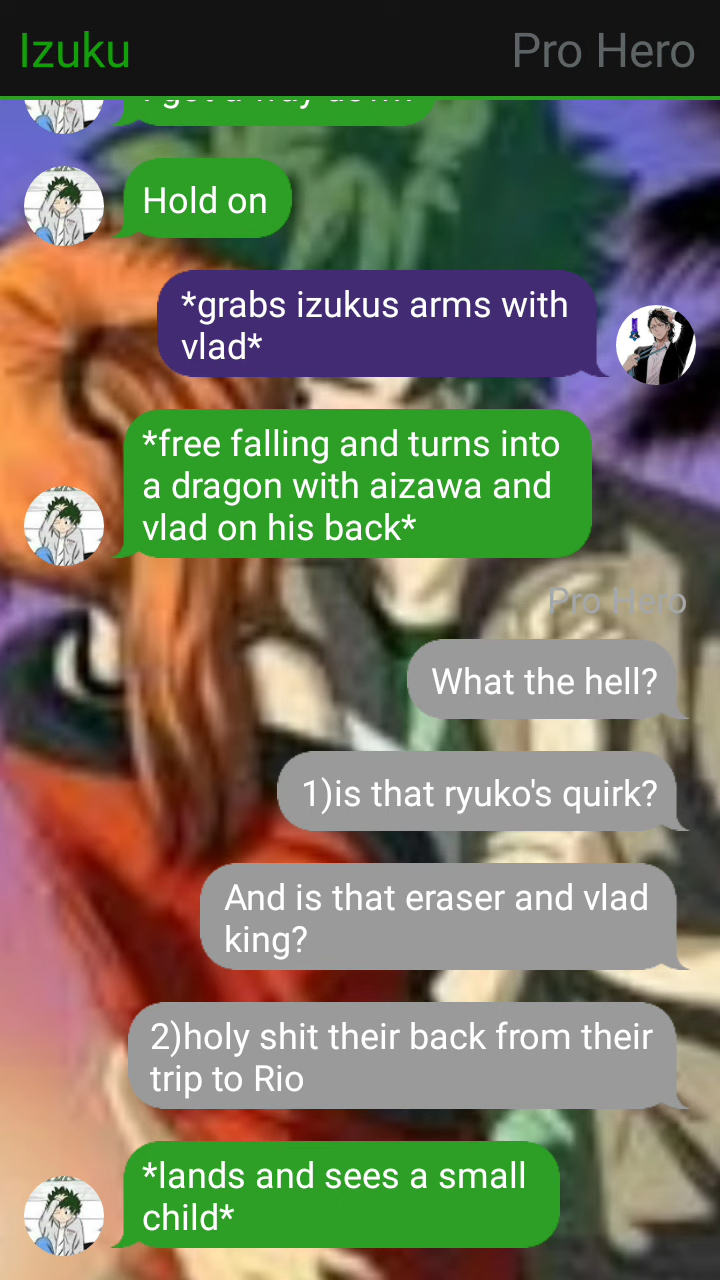 Izuku
Pro Hero
Hold on
*grabs izukus arms with
vlad*
*free falling and turns into
a dragon with aizawa and
vlad on his back*
Pro Hero
What the hell?
1)is that ryuko's quirk?
And is that eraser and vlad
king?
2)holy shit their back from their
trip to Rio
*lands and sees a small
child*